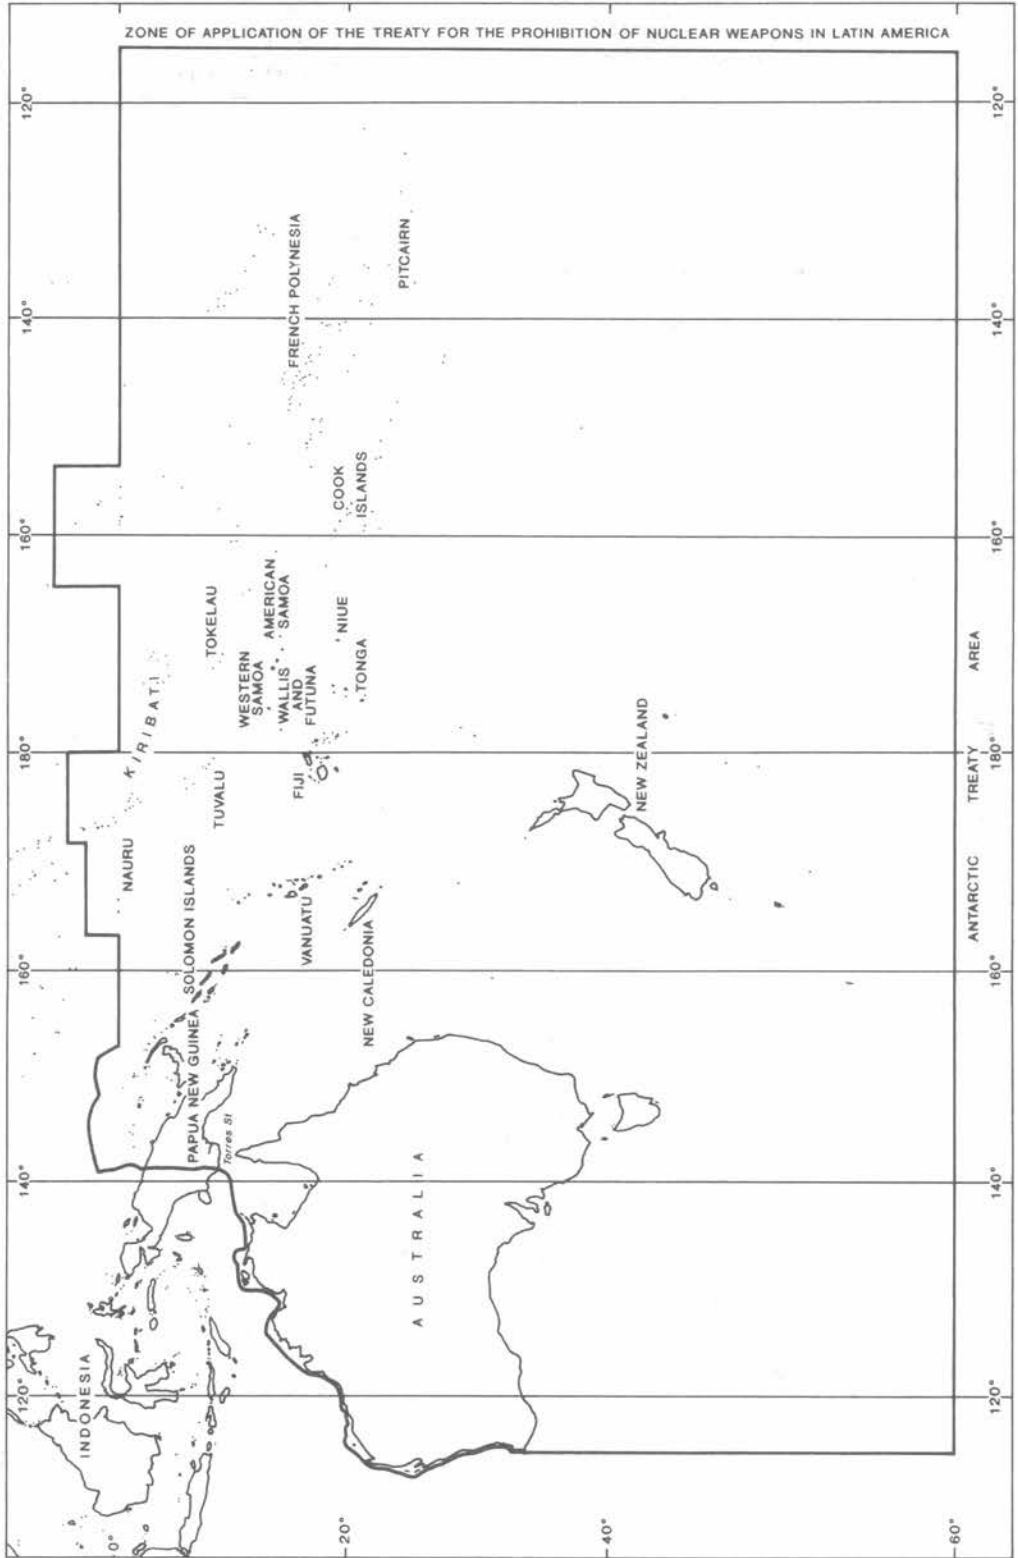 ZONE OF APPLICATION OF THE TREATY FOR THE PROHIBITION OF NUCLEAR WEAPONS IN LATIN AMERICA
120°
120°
FRENCH POLYNESIA
PITCAIRN
140°
140°
COOK
ISLANDS
160°
160°
TOKELAU
AMERICAN
SAMOA
NIUE
WESTERN
SAMOA
WALLIS
AND
FUTUNA
TONGA
KIRIBATI
180°
180°
TUVALU
FIJI
NEW ZEALAND
NAURU
SOLOMON ISLANDS
VANUATU
NEW CALEDONIA
160°
160°
PAPUA NEW GUINEA
Torres St
140°
140°
AUSTRALIA
INDONESIA
120°
120°
0°
20°
40°
60°
ANTARCTIC TREATY AREA